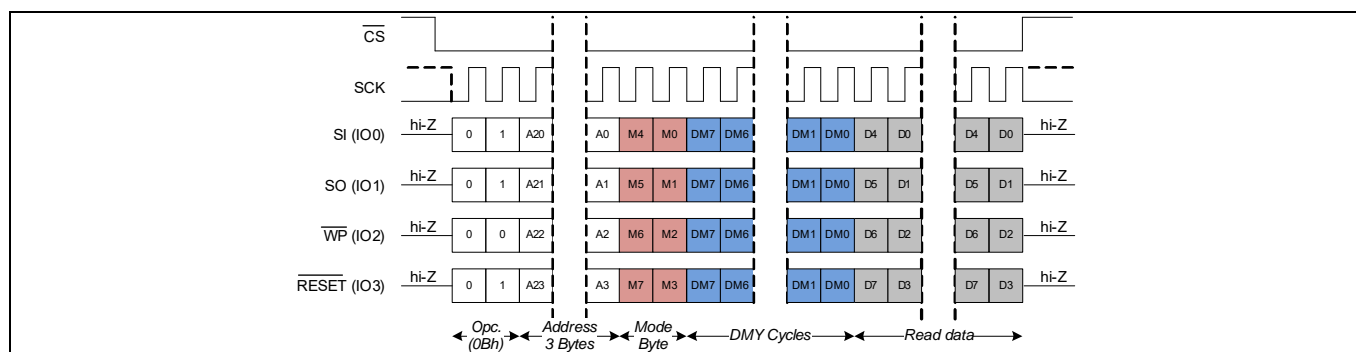 CS
SCK
SI (IO0) hi-Z 0 1 A20 A0 M4 M0 DM7 DM6 DM1 DM0 D4 D0 D4 D0 hi-Z
SO (IO1) hi-Z 0 1 A21 A1 M5 M1 DM7 DM6 DM1 DM0 D5 D1 D5 D1 hi-Z
WP (IO2) hi-Z 0 0 A22 A2 M6 M2 DM7 DM6 DM1 DM0 D6 D2 D6 D2 hi-Z
RESET (IO3) hi-Z 0 1 A23 A3 M7 M3 DM7 DM6 DM1 DM0 D7 D3 D7 D3 hi-Z
Opc. Address Mode DMY Cycles Read data
(0Bh) 3 Bytes Byte